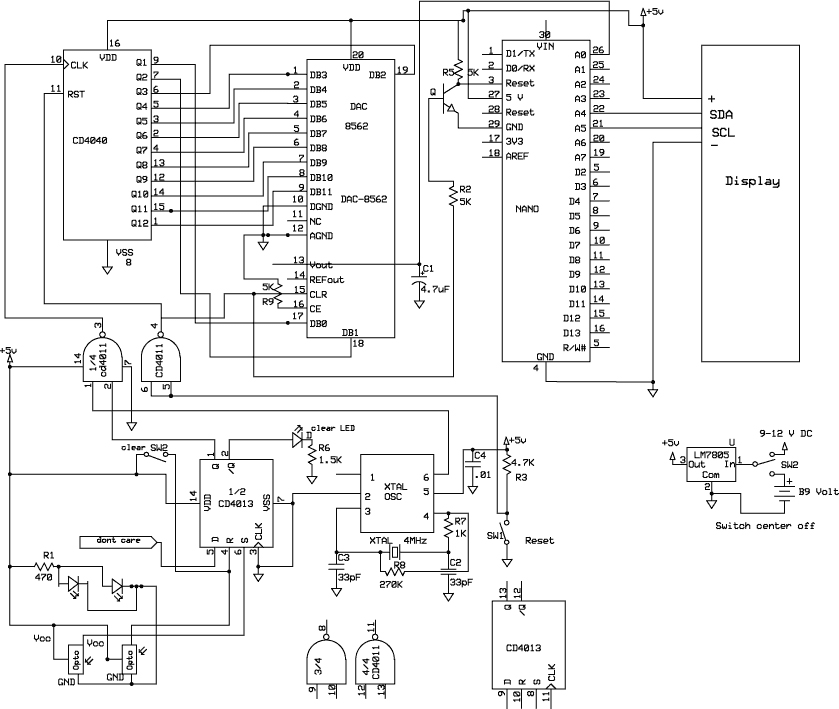 +5v
16
VDD
10 CLK
11 RST
CD4040
Q1 9
Q2 7
Q3 6
Q4 5
Q5 3
Q6 2
Q7 4
Q8 13
Q9 12
Q10 14
Q11 15
Q12 1
VSS
8
20
VDD
DB2 19
3 DB3
2 DB4
3 DB5
4 DB6
5 DB7
6 DB8
7 DB9
8 DB10
9 DB11
10 DGND
11 NC
12 AGND
13 Vout
14 REFout
15 CLR
16 CE
17 DB0
DAC
8562
DAC-8562
DB1
18
5K
R9
C1
4.7uF
R5 5K
Q
R2
5K
30
VIN
1 D1/TX
2 D0/RX
3 Reset
27 5 V
28 Reset
29 GND
17 3V3
18 AREF
NANO
A0 26
A1 25
A2 24
A3 23
A4 22
A5 21
A6 20
A7 19
D2 5
D3 6
D4 7
D5 8
D6 9
D7 10
D8 11
D9 12
D10 13
D11 14
D12 15
D13 16
R/W# 5
GND
4
+
SDA
SCL
-
Display
+5v
3
14
1/4
cd4011
7
1
2
4
CD4011
6
5
clear SW2
clear LED
D
R6
1.5K
1
2
Q
Q
14
VDD
1/2
CD4013
VSS
7
D
R
S
CLK
5
4
6
3
dont care
1
2
3
XTAL
OSC
6
5
4
XTAL 4MHz
R8
270K
C3
33pF
C2
33pF
R7
1K
C4
.01
+5v
4.7K
R3
SW1
Reset
R1
470
Vcc
Vcc
Opto
Opto
GND
GND
8
3/4
9
10
11
4/4
CD4011
12
13
13
12
Q
Q
CD4013
D
R
S
CLK
9
10
8
11
+5v
3
U
LM7805
Out
In
Com
1
2
9-12 V DC
SW2
+
B9 Volt
Switch center off